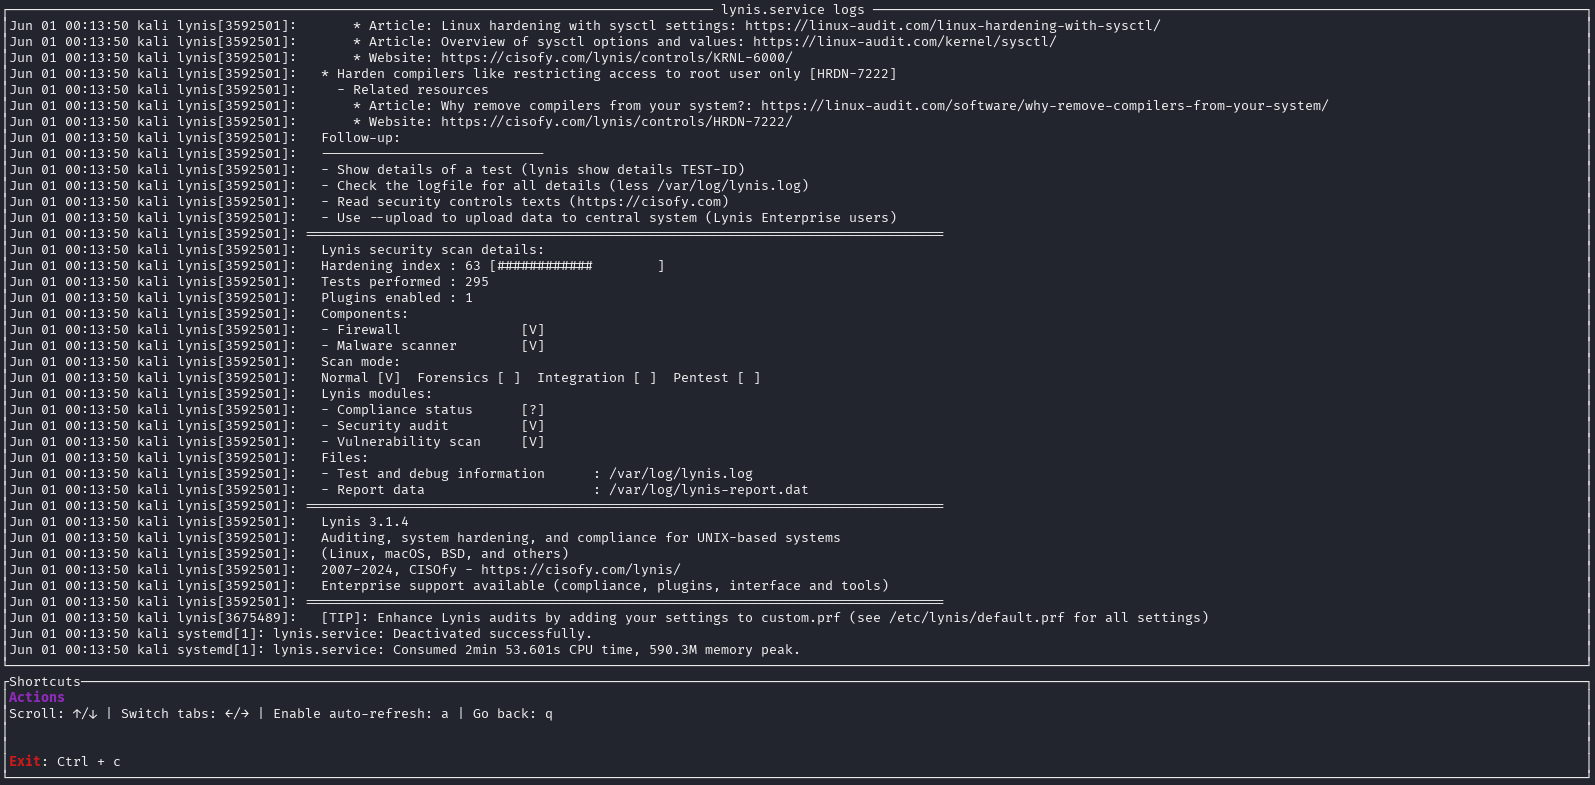 lynis.service logs
Jun 01 00:13:50 kali lynis[3592501]:       * Article: Linux hardening with sysctl settings: https://linux-audit.com/linux-hardening-with-sysctl/
Jun 01 00:13:50 kali lynis[3592501]:       * Article: Overview of sysctl options and values: https://linux-audit.com/kernel/sysctl/
Jun 01 00:13:50 kali lynis[3592501]:       * Website: https://cisofy.com/lynis/controls/KRNL-6000/
Jun 01 00:13:50 kali lynis[3592501]:   * Harden compilers like restricting access to root user only [HRDN-7222]
Jun 01 00:13:50 kali lynis[3592501]:     - Related resources
Jun 01 00:13:50 kali lynis[3592501]:       * Article: Why remove compilers from your system?: https://linux-audit.com/software/why-remove-compilers-from-your-system/
Jun 01 00:13:50 kali lynis[3592501]:       * Website: https://cisofy.com/lynis/controls/HRDN-7222/
Jun 01 00:13:50 kali lynis[3592501]:   Follow-up:
Jun 01 00:13:50 kali lynis[3592501]:   ----------------------------
Jun 01 00:13:50 kali lynis[3592501]:   - Show details of a test (lynis show details TEST-ID)
Jun 01 00:13:50 kali lynis[3592501]:   - Check the logfile for all details (less /var/log/lynis.log)
Jun 01 00:13:50 kali lynis[3592501]:   - Read security controls texts (https://cisofy.com)
Jun 01 00:13:50 kali lynis[3592501]:   - Use --upload to upload data to central system (Lynis Enterprise users)
Jun 01 00:13:50 kali lynis[3592501]: ================================================================================
Jun 01 00:13:50 kali lynis[3592501]:   Lynis security scan details:
Jun 01 00:13:50 kali lynis[3592501]:   Hardening index : 63 [############        ]
Jun 01 00:13:50 kali lynis[3592501]:   Tests performed : 295
Jun 01 00:13:50 kali lynis[3592501]:   Plugins enabled : 1
Jun 01 00:13:50 kali lynis[3592501]:   Components:
Jun 01 00:13:50 kali lynis[3592501]:   - Firewall               [V]
Jun 01 00:13:50 kali lynis[3592501]:   - Malware scanner        [V]
Jun 01 00:13:50 kali lynis[3592501]:   Scan mode:
Jun 01 00:13:50 kali lynis[3592501]:   Normal [V]  Forensics [ ]  Integration [ ]  Pentest [ ]
Jun 01 00:13:50 kali lynis[3592501]:   Lynis modules:
Jun 01 00:13:50 kali lynis[3592501]:   - Compliance status      [?]
Jun 01 00:13:50 kali lynis[3592501]:   - Security audit         [V]
Jun 01 00:13:50 kali lynis[3592501]:   - Vulnerability scan     [V]
Jun 01 00:13:50 kali lynis[3592501]:   Files:
Jun 01 00:13:50 kali lynis[3592501]:   - Test and debug information      : /var/log/lynis.log
Jun 01 00:13:50 kali lynis[3592501]:   - Report data                     : /var/log/lynis-report.dat
Jun 01 00:13:50 kali lynis[3592501]: ================================================================================
Jun 01 00:13:50 kali lynis[3592501]:   Lynis 3.1.4
Jun 01 00:13:50 kali lynis[3592501]:   Auditing, system hardening, and compliance for UNIX-based systems
Jun 01 00:13:50 kali lynis[3592501]:   (Linux, macOS, BSD, and others)
Jun 01 00:13:50 kali lynis[3592501]:   2007-2024, CISOfy - https://cisofy.com/lynis/
Jun 01 00:13:50 kali lynis[3592501]:   Enterprise support available (compliance, plugins, interface and tools)
Jun 01 00:13:50 kali lynis[3592501]: ================================================================================
Jun 01 00:13:50 kali lynis[3675489]:   [TIP]: Enhance Lynis audits by adding your settings to custom.prf (see /etc/lynis/default.prf for all settings)
Jun 01 00:13:50 kali systemd[1]: lynis.service: Deactivated successfully.
Jun 01 00:13:50 kali systemd[1]: lynis.service: Consumed 2min 53.601s CPU time, 590.3M memory peak.
Shortcuts
Actions
Scroll: ↑/↓ | Switch tabs: ←/→ | Enable auto-refresh: a | Go back: q
Exit: Ctrl + c